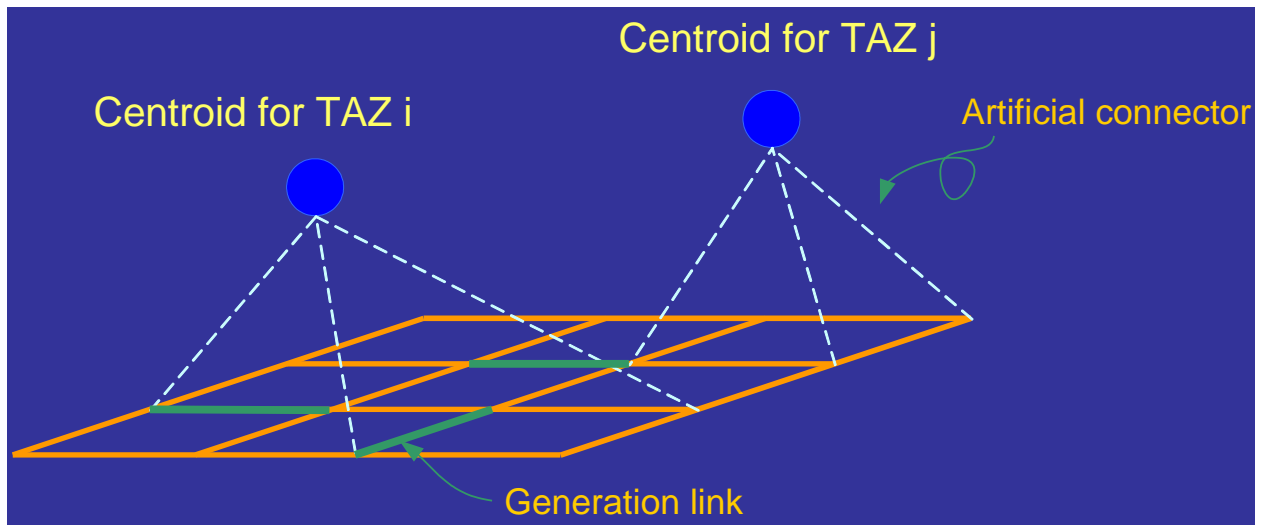 Centroid for TAZ j
Centroid for TAZ i
Artificial connector
Generation link